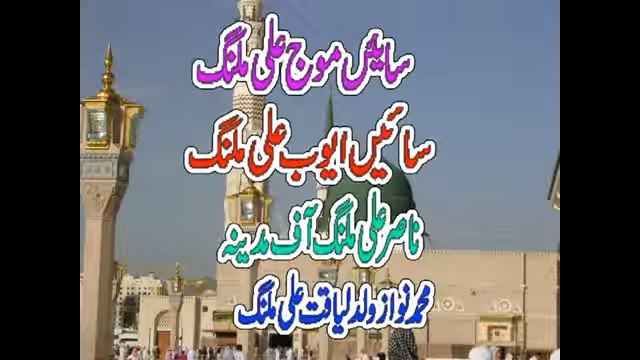 سائیں موج علی ملنگ
سائیں ایوب علی ملنگ
ناصر علی ملنگ آف مدینہ
محمد نواز ولد لیاقت علی ملنگ